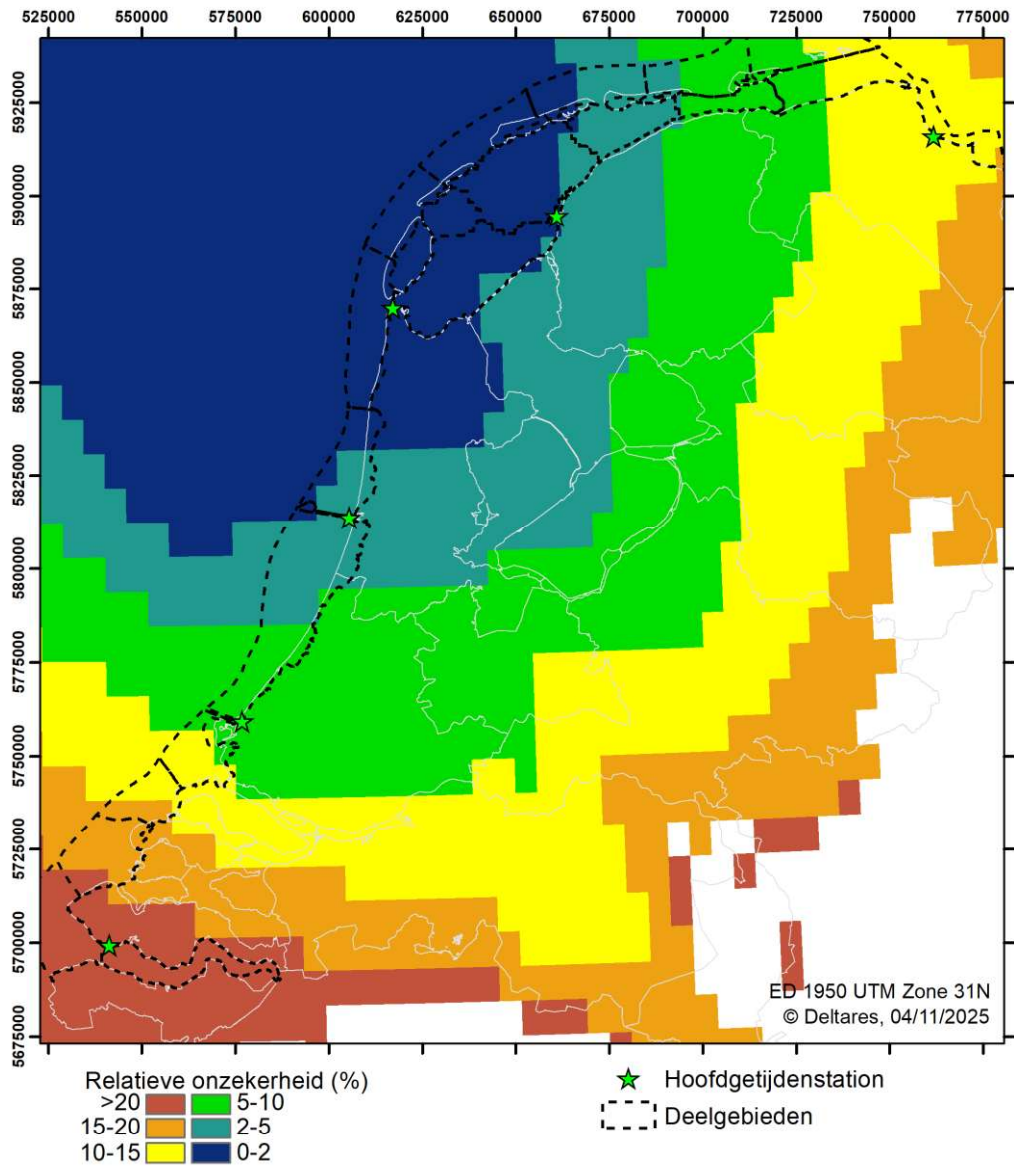 525000 550000 575000 600000 625000 650000 675000 700000 725000 750000 775000
5925000
5900000
5875000
5850000
5825000
5800000
5775000
5750000
5725000
5700000
5675000
ED 1950 UTM Zone 31N
© Deltares, 04/11/2025
Relatieve onzekerheid (%)
>20 5-10
15-20 2-5
10-15 0-2
Hoofdgetijdenstation
Deelgebieden